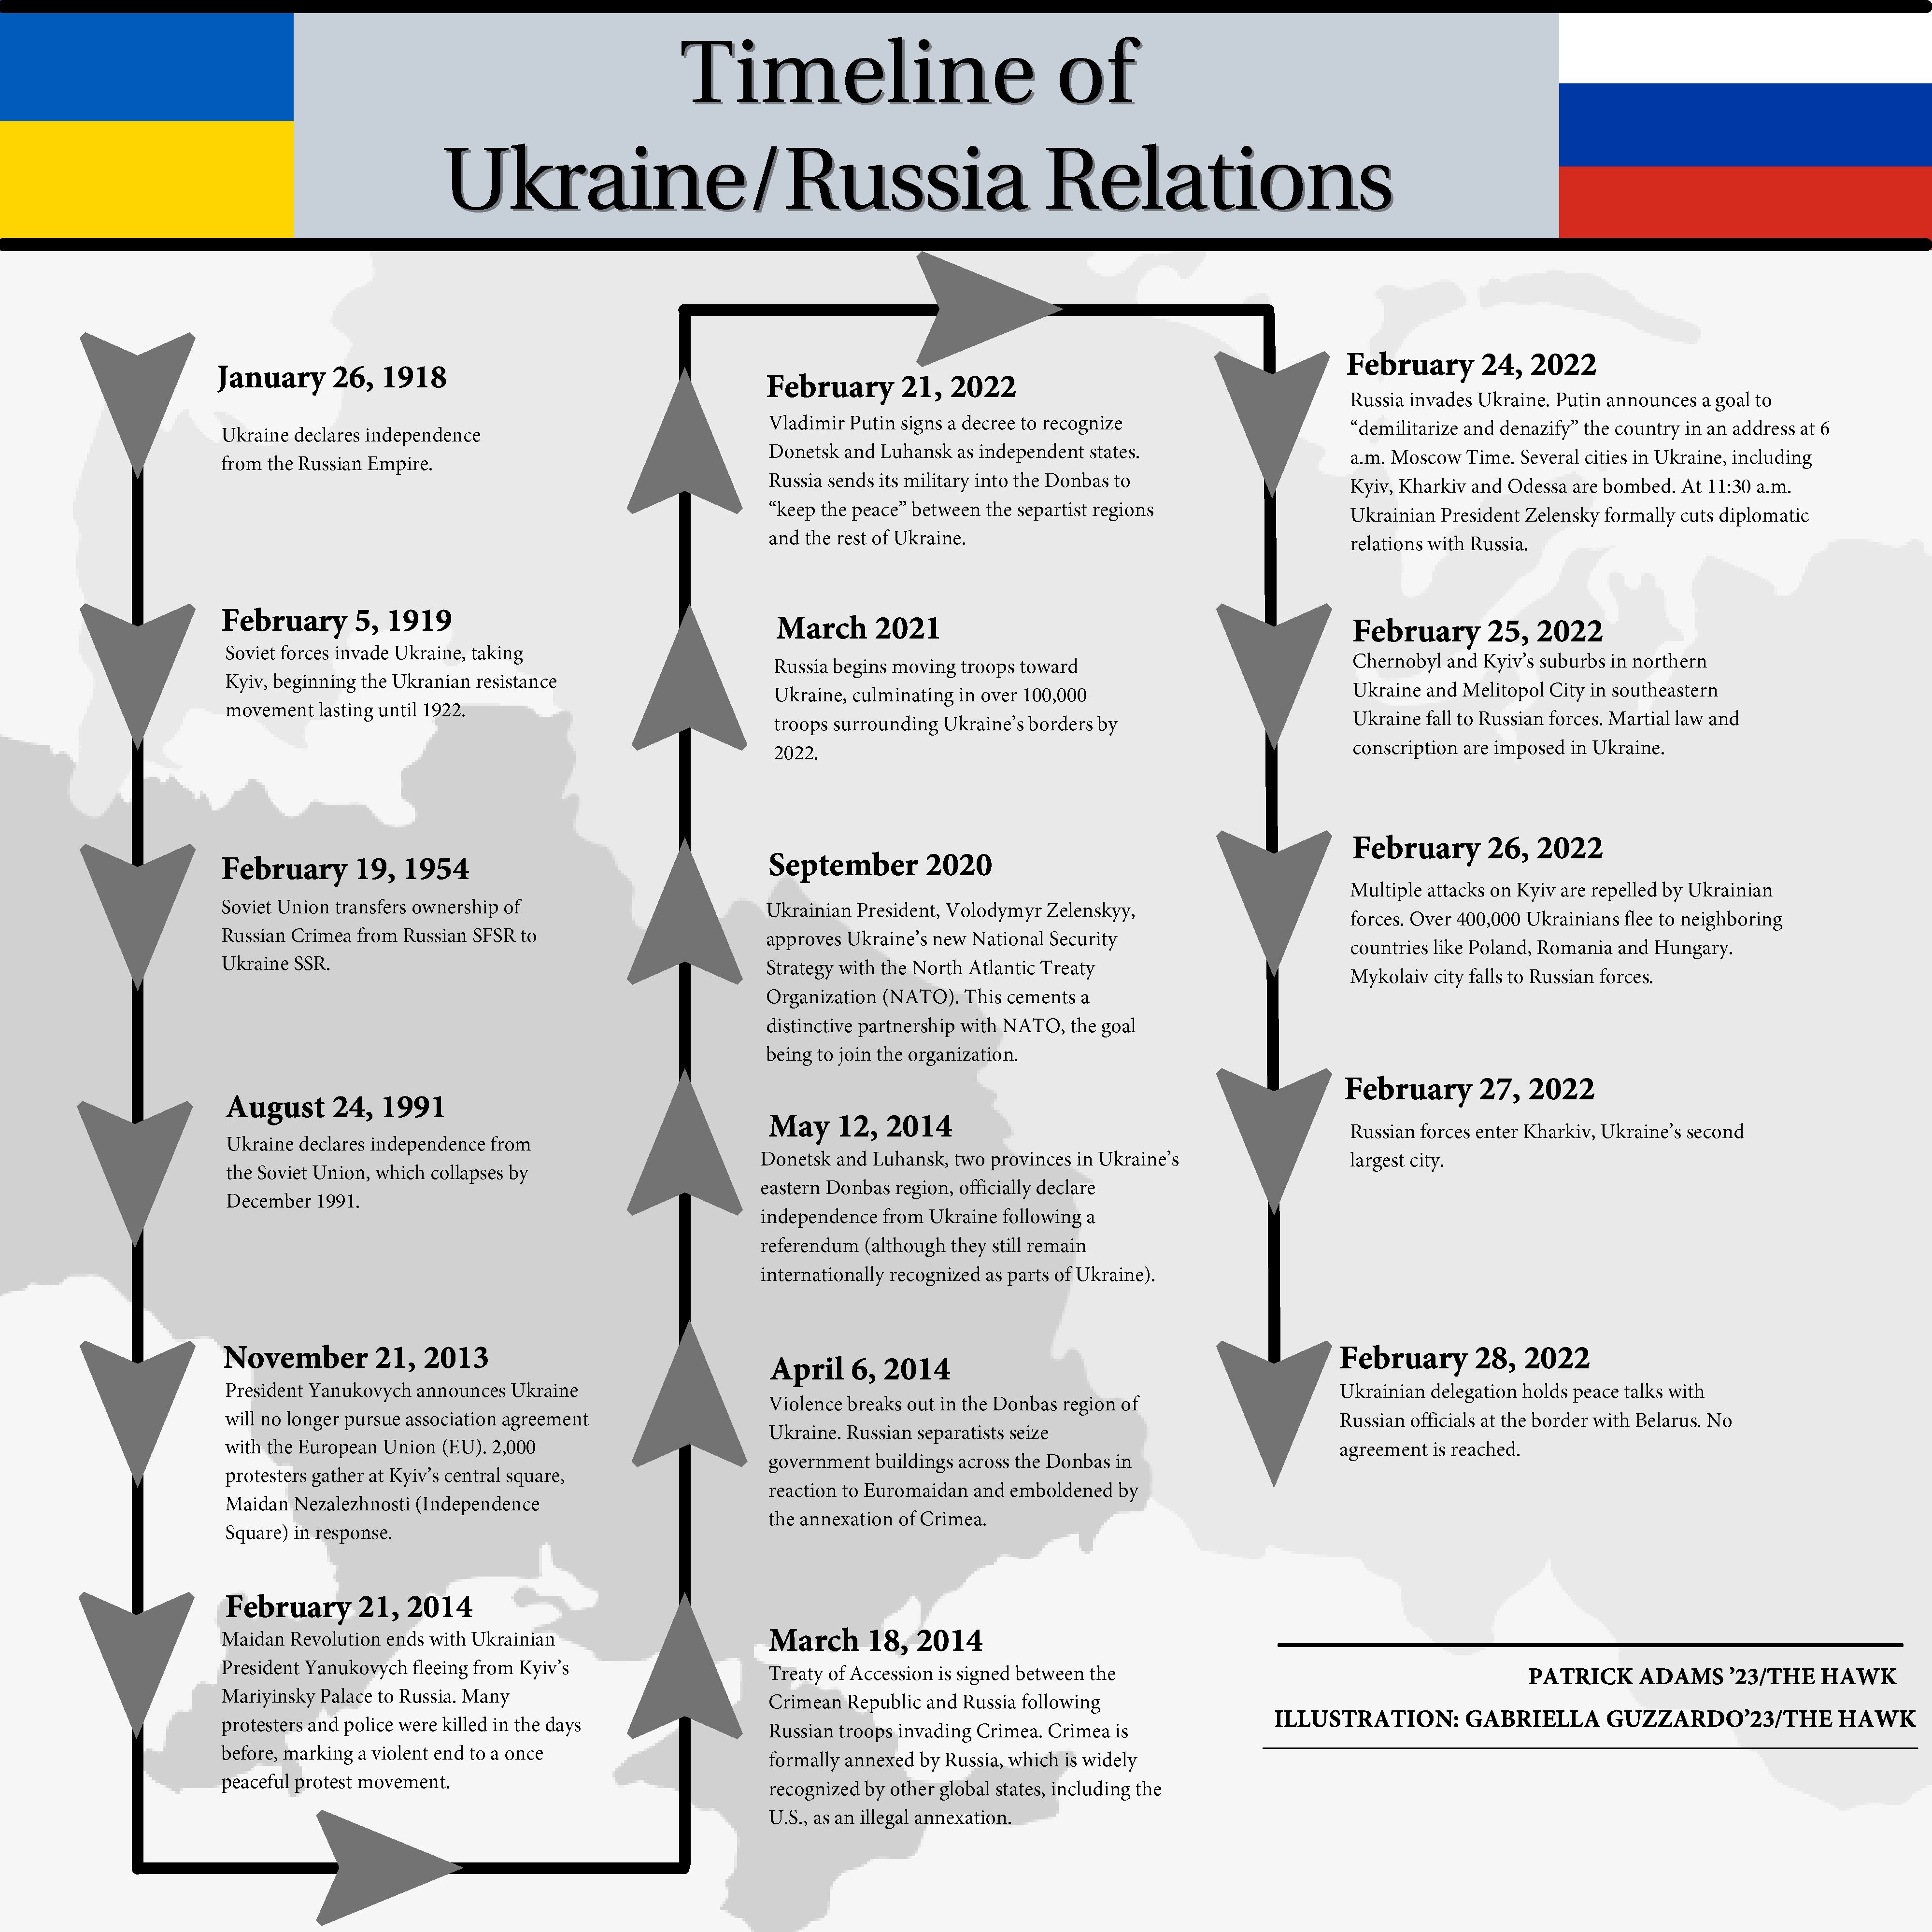 Timeline of
Ukraine/Russia Relations
January 26, 1918
Ukraine declares independence
from the Russian Empire.
February 5, 1919
Soviet forces invade Ukraine, taking
Kyiv, beginning the Ukranian resistance
movement lasting until 1922.
February 19, 1954
Soviet Union transfers ownership of
Russian Crimea from Russian SFSR to
Ukraine SSR.
August 24, 1991
Ukraine declares independence from
the Soviet Union, which collapses by
December 1991.
November 21, 2013
President Yanukovych announces Ukraine
will no longer pursue association agreement
with the European Union (EU). 2,000
protesters gather at Kyiv's central square,
Maidan Nezalezhnosti (Independence
Square) in response.
February 21, 2014
Maidan Revolution ends with Ukrainian
President Yanukovych fleeing from Kyiv's
Mariyinsky Palace to Russia. Many
protesters and police were killed in the days
before, marking a violent end to a once
peaceful protest movement.
March 18, 2014
Treaty of Accession is signed between the
Crimean Republic and Russia following
Russian troops invading Crimea. Crimea is
formally annexed by Russia, which is widely
recognized by other global states, including the
U.S., as an illegal annexation.
April 6, 2014
Violence breaks out in the Donbas region of
Ukraine. Russian separatists seize
government buildings across the Donbas in
reaction to Euromaidan and emboldened by
the annexation of Crimea.
May 12, 2014
Donetsk and Luhansk, two provinces in Ukraine's
eastern Donbas region, officially declare
independence from Ukraine following a
referendum (although they still remain
internationally recognized as parts of Ukraine).
September 2020
Ukrainian President, Volodymyr Zelenskyy,
approves Ukraine's new National Security
Strategy with the North Atlantic Treaty
Organization (NATO). This cements a
distinctive partnership with NATO, the goal
being to join the organization.
March 2021
Russia begins moving troops toward
Ukraine, culminating in over 100,000
troops surrounding Ukraine's borders by
2022.
February 21, 2022
Vladimir Putin signs a decree to recognize
Donetsk and Luhansk as independent states.
Russia sends its military into the Donbas to
“keep the peace” between the separtist regions
and the rest of Ukraine.
February 24, 2022
Russia invades Ukraine. Putin announces a goal to
“demilitarize and denazify” the country in an address at 6
a.m. Moscow Time. Several cities in Ukraine, including
Kyiv, Kharkiv and Odessa are bombed. At 11:30 a.m.
Ukrainian President Zelensky formally cuts diplomatic
relations with Russia.
February 25, 2022
Chernobyl and Kyiv's suburbs in northern
Ukraine and Melitopol City in southeastern
Ukraine fall to Russian forces. Martial law and
conscription are imposed in Ukraine.
February 26, 2022
Multiple attacks on Kyiv are repelled by Ukrainian
forces. Over 400,000 Ukrainians flee to neighboring
countries like Poland, Romania and Hungary.
Mykolaiv city falls to Russian forces.
February 27, 2022
Russian forces enter Kharkiv, Ukraine's second
largest city.
February 28, 2022
Ukrainian delegation holds peace talks with
Russian officials at the border with Belarus. No
agreement is reached.
PATRICK ADAMS ’23/THE HAWK
ILLUSTRATION: GABRIELLA GUZZARDO’23/THE HAWK